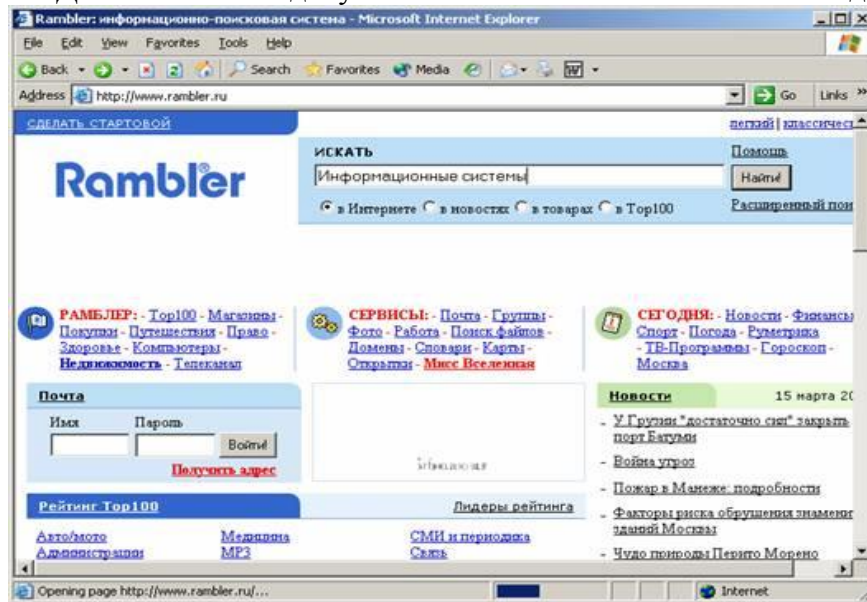 Rambler: информационно-поисковая система - Microsoft Internet Explorer
File Edit View Favorites Tools Help
Back Search Favorites Media
Address http://www.rambler.ru Go Links »
СДЕЛАТЬ СТАРТОВОЙ
легкий |
ИСКАТЬ
Помощь
Rambler
Информационные системы
Найти!
в Интернете в новостях в товарах в Top100
Расширенный
РАМБЛЕР: - Top100 - Магазины -
Покупки - Путешествия - Право -
Здоровье - Компьютеры -
Недвижимость - Телеканал
СЕРВИСЫ: - Почта - Группы -
Фото - Работа - Поиск файлов -
Домены - Словари - Карты -
Открытки - Мисс Вселенная
СЕГОДНЯ: - Новости - Финансы
Спорт - Погода - Руметрика
- ТВ-Программы - Гороскоп -
Москва
Почта
Имя Пароль
Войти!
Получить адрес
Новости 15 марта 20
- У Грузии "достаточно сил" закрыть
порт Батуми
- Война угроз
- Пожар в Манеже: подробности
- Факторы риска обрушения
зданий Москвы
- Чудо природы Перито Морено
Рейтинг Top100 Лидеры рейтинга
Авто/мото Медицина СМИ и периодика
Администрации MP3 Связь
Opening page http://www.rambler.ru/... Internet